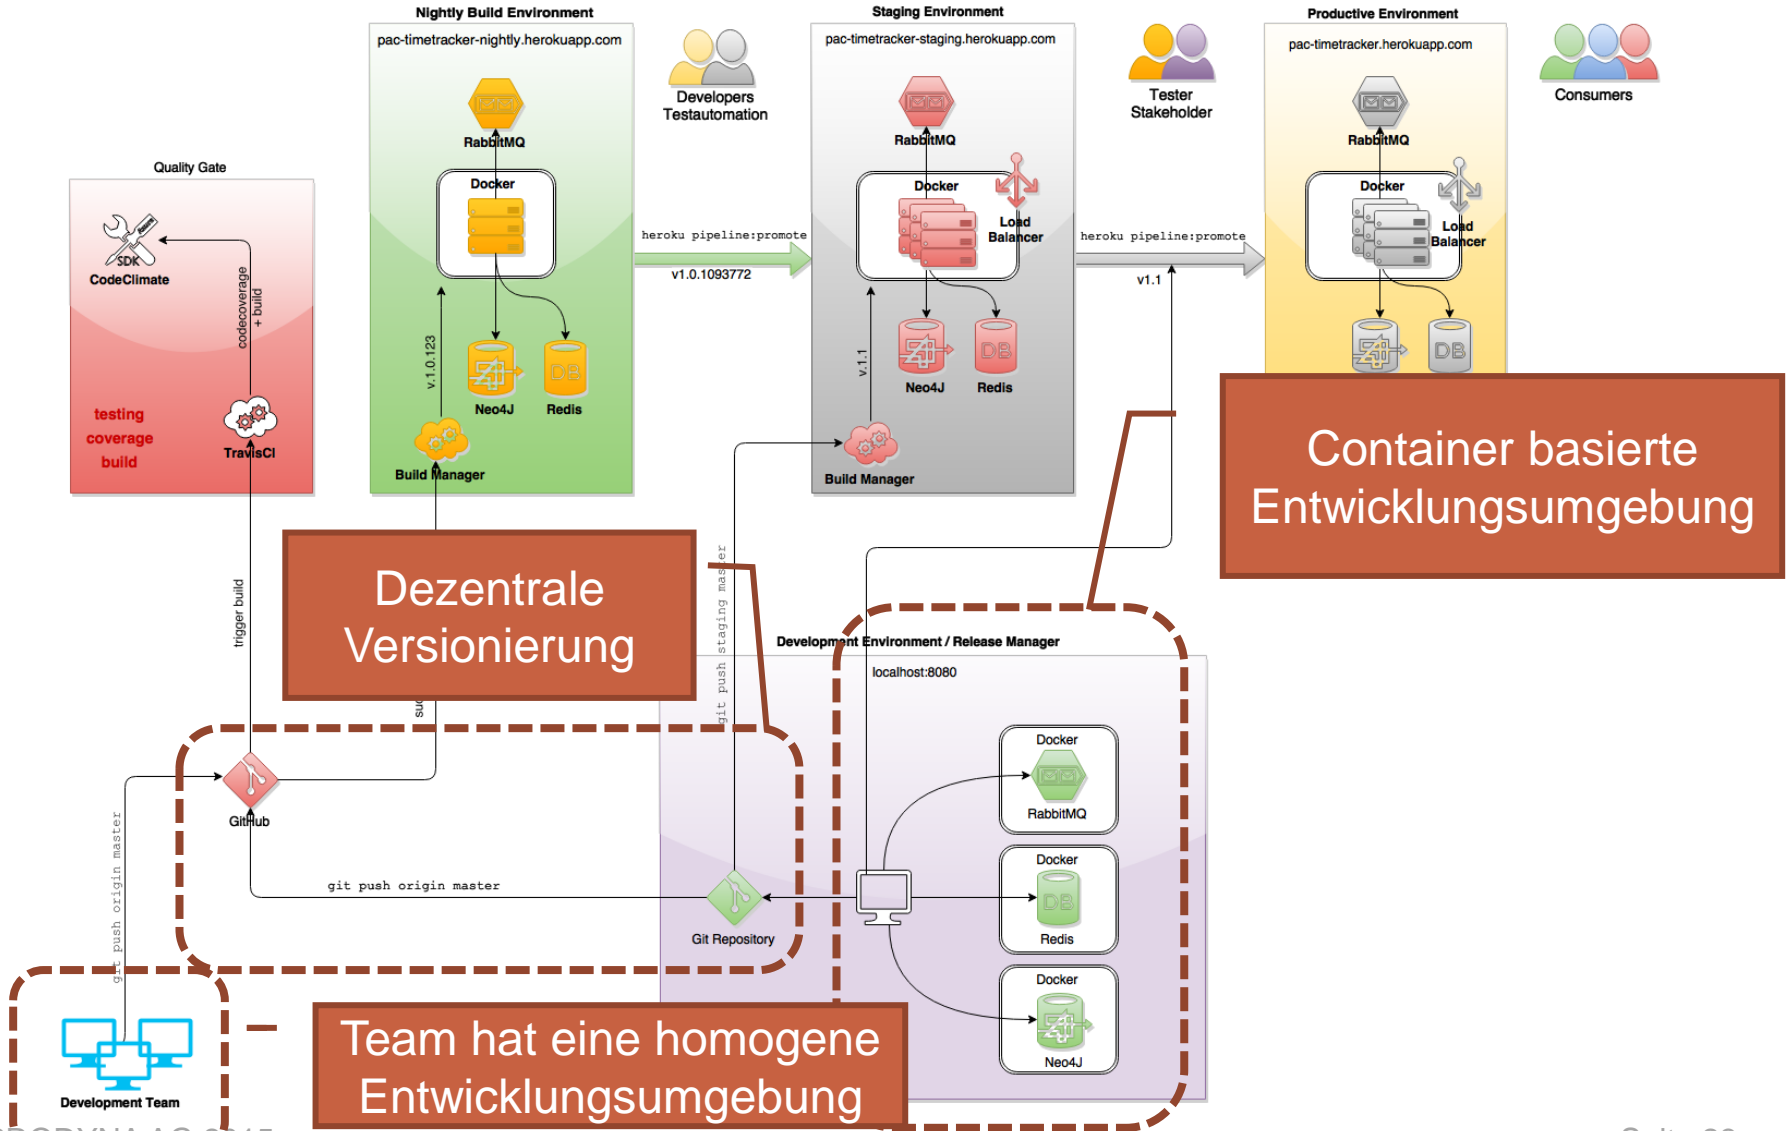 Nightly Build Environment
pac-timetracker-nightly.herokuapp.com
RabbitMQ
Docker
Neo4J
Redis
v.1.0.123
Build Manager
Developers
Testautomation
Staging Environment
pac-timetracker-staging.herokuapp.com
RabbitMQ
Docker
Load
Balancer
Neo4J
Redis
v.1.1
Build Manager
Tester
Stakeholder
Productive Environment
pac-timetracker.herokuapp.com
RabbitMQ
Docker
Load
Balancer
DB
DB
DB
Consumers
heroku pipeline:promote
v1.0.1093772
heroku pipeline:promote
v1.1
Quality Gate
SDK
CodeClimate
codecoverage
+ build
testing
coverage
build
TravisCI
trigger build
Container basierte
Entwicklungsumgebung
Dezentrale
Versionierung
git push staging master
Development Environment / Release Manager
localhost:8080
Docker
RabbitMQ
Docker
DB
Redis
Docker
Neo4J
GitHub
git push origin master
git push origin master
Git Repository
Team hat eine homogene
Entwicklungsumgebung
Development Team